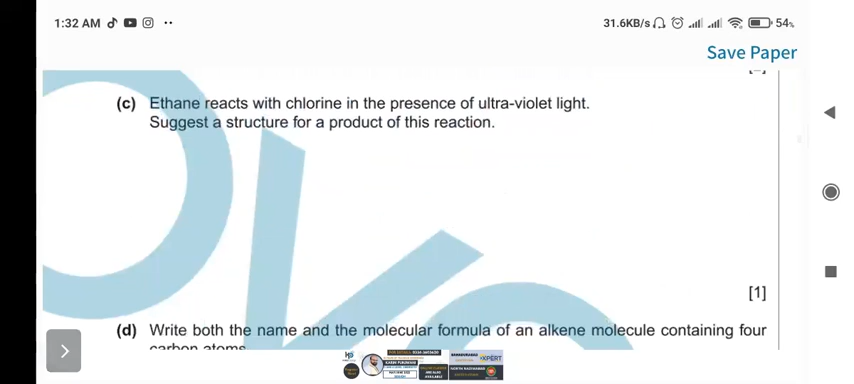 1:32 AM
31.6KB/s
54%
Save Paper
(c) Ethane reacts with chlorine in the presence of ultra-violet light.
Suggest a structure for a product of this reaction.
[1]
(d) Write both the name and the molecular formula of an alkene molecule containing four
carbon atoms